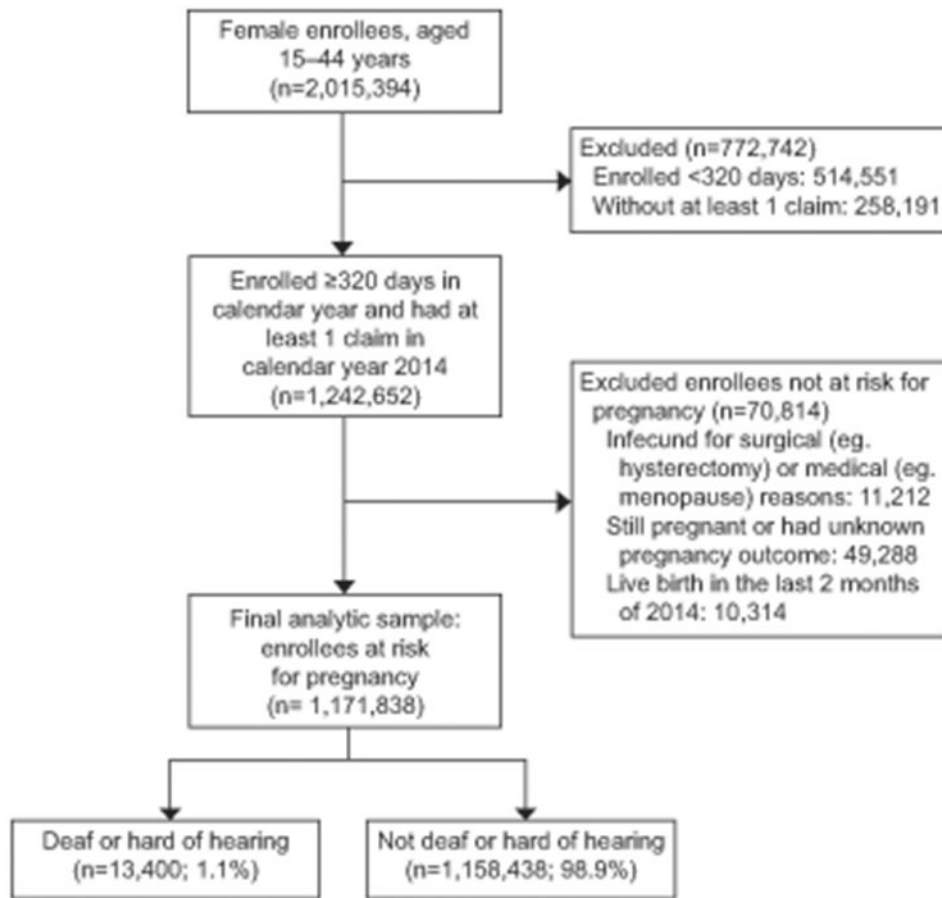 Female enrollees, aged
15–44 years
(n=2,015,394)
Excluded (n=772,742)
Enrolled <320 days: 514,551
Without at least 1 claim: 258,191
Enrolled ≥320 days in
calendar year and had at
least 1 claim in
calendar year 2014
(n=1,242,652)
Excluded enrollees not at risk for
pregnancy (n=70,814)
Infecund for surgical (eg.
hysterectomy) or medical (eg.
menopause) reasons: 11,212
Still pregnant or had unknown
pregnancy outcome: 49,288
Live birth in the last 2 months
of 2014: 10,314
Final analytic sample:
enrollees at risk
for pregnancy
(n= 1,171,838)
Deaf or hard of hearing
(n=13,400; 1.1%)
Not deaf or hard of hearing
(n=1,158,438; 98.9%)